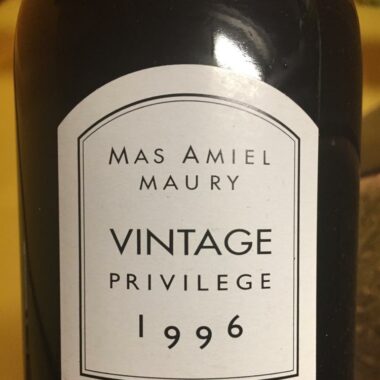 MAS AMIEL
MAURY
VINTAGE
PRIVILEGE
1996